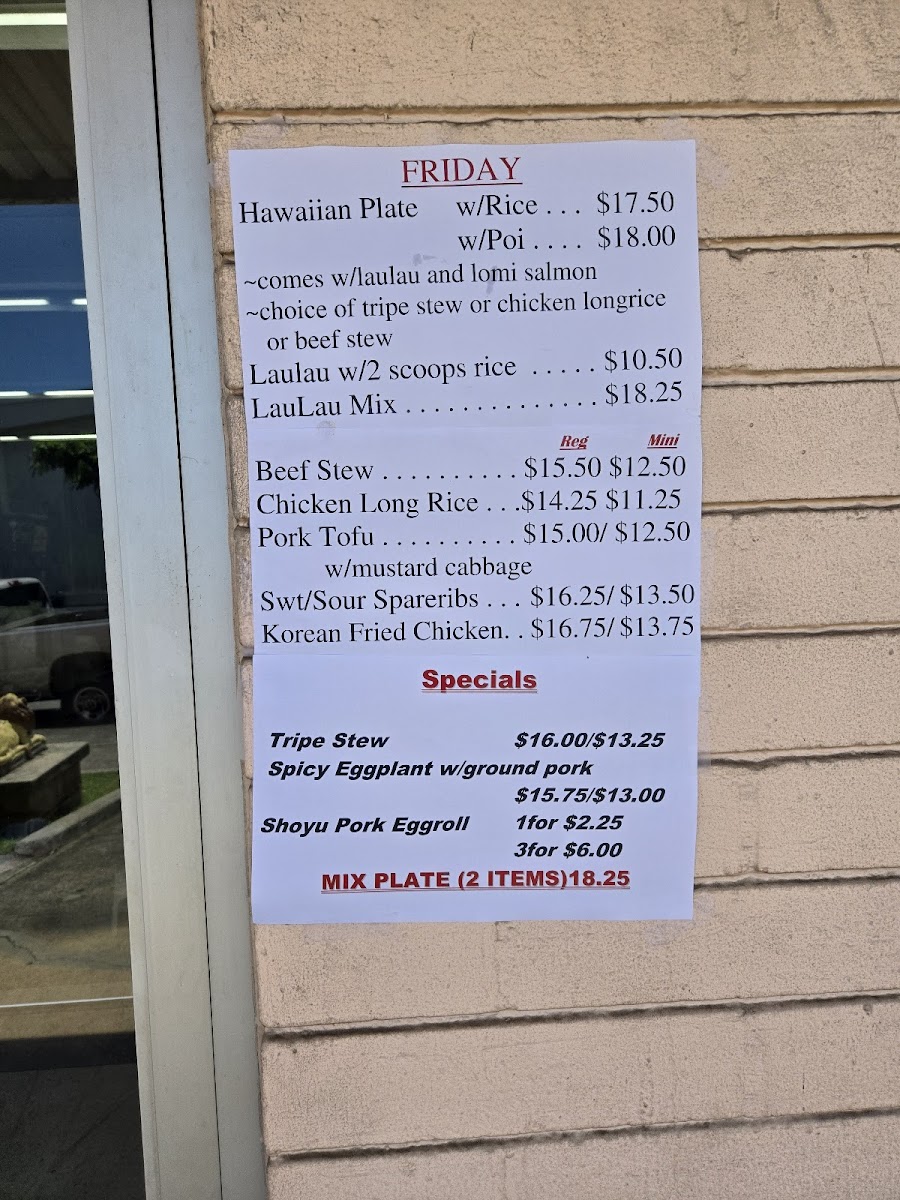 FRIDAY
Hawaiian Plate w/Rice . . . $17.50
w/Poi . . . . $18.00
~comes w/laulau and lomi salmon
~choice of tripe stew or chicken longrice
or beef stew
Laulau w/2 scoops rice . . . . . $10.50
LauLau Mix . . . . . . . . . . . . . . $18.25
Reg Mini
Beef Stew . . . . . . . . . . $15.50 $12.50
Chicken Long Rice . . .$14.25 $11.25
Pork Tofu . . . . . . . . . . $15.00/ $12.50
w/mustard cabbage
Swt/Sour Spareribs . . . $16.25/ $13.50
Korean Fried Chicken. . $16.75/ $13.75
Specials
Tripe Stew $16.00/$13.25
Spicy Eggplant w/ground pork
$15.75/$13.00
Shoyu Pork Eggroll 1for $2.25
3for $6.00
MIX PLATE (2 ITEMS)18.25